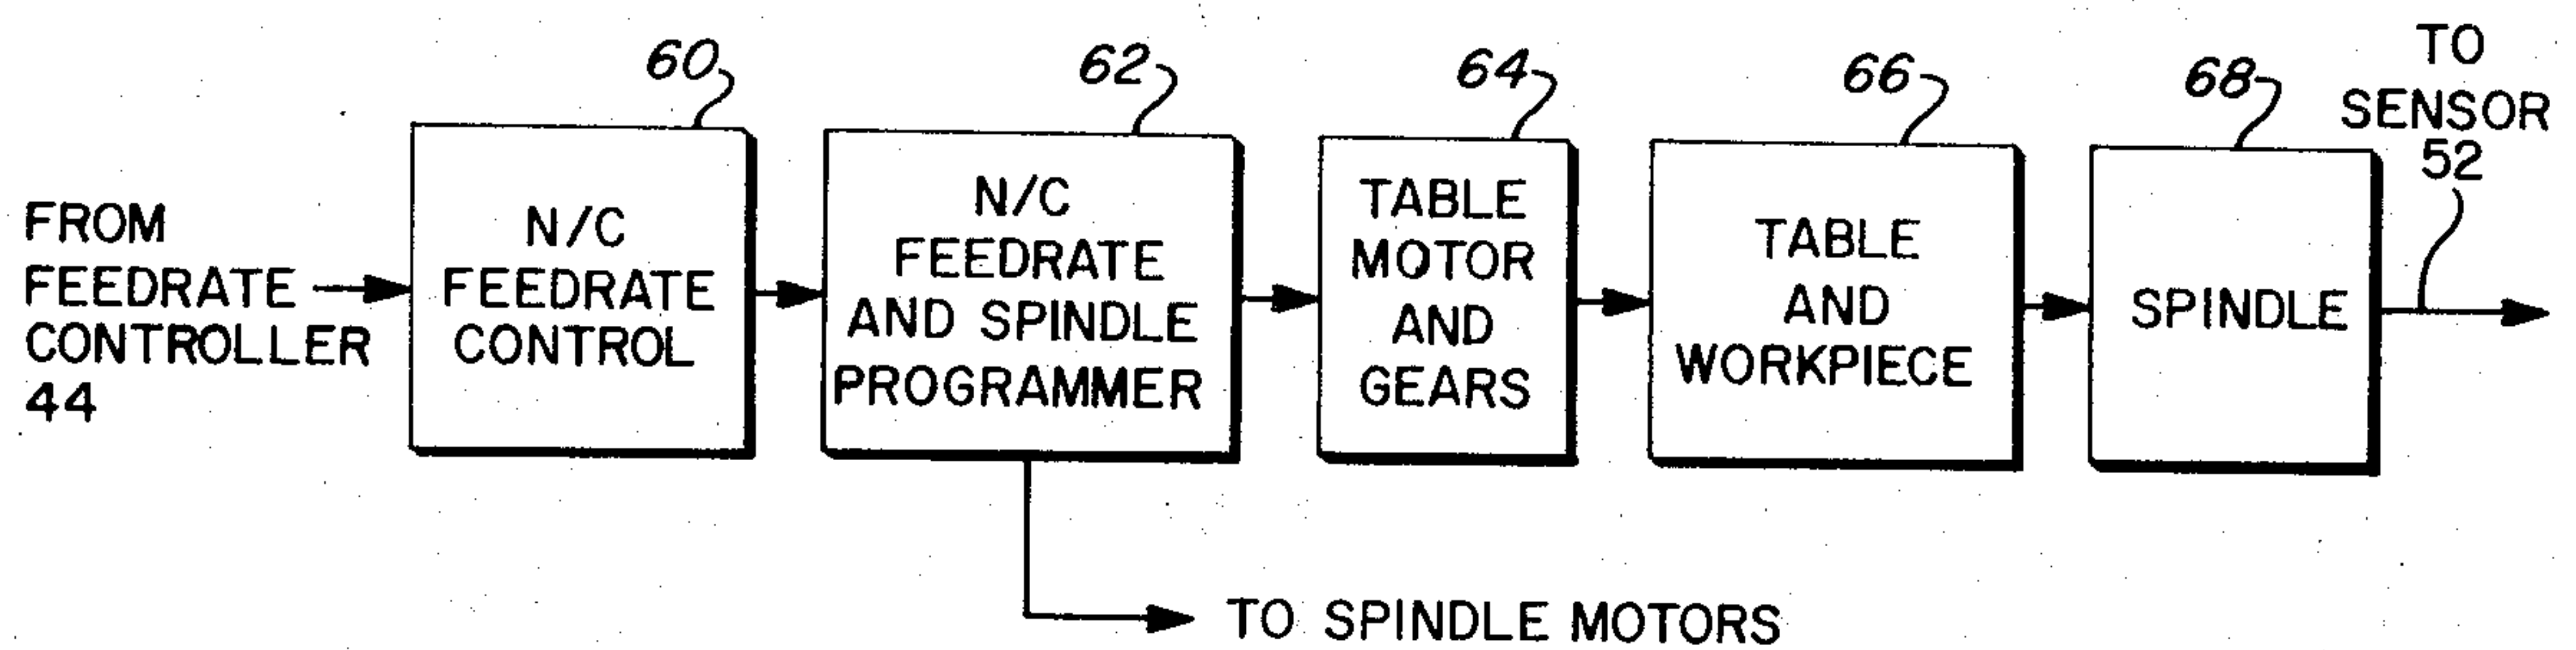 60
62
64
66
68
TO
SENSOR
52
FROM
FEEDRATE
CONTROLLER
44
N/C
FEEDRATE
CONTROL
N/C
FEEDRATE
AND SPINDLE
PROGRAMMER
TABLE
MOTOR
AND
GEARS
TABLE
AND
WORKPIECE
SPINDLE
TO SPINDLE MOTORS